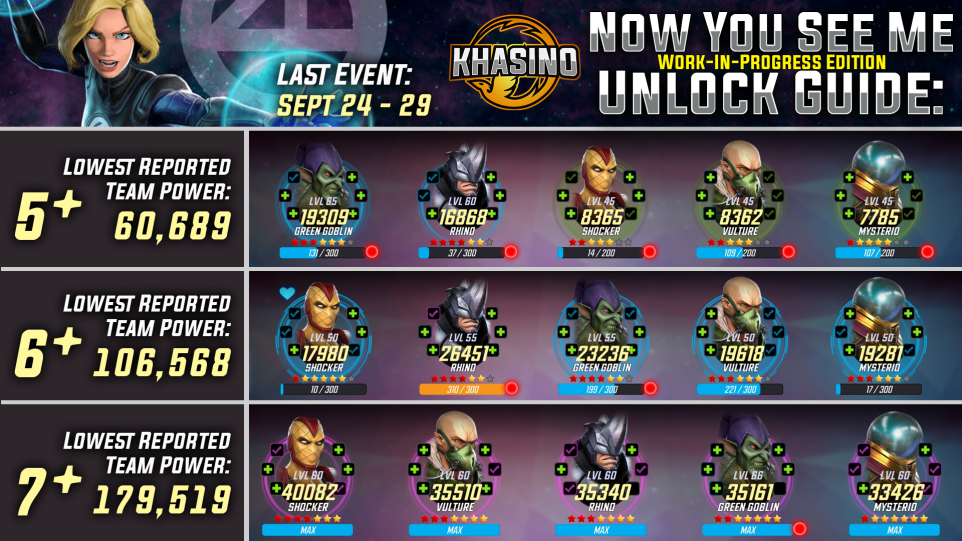 LAST EVENT:
SEPT 24 - 29
KHASINO
NOW YOU SEE ME
WORK-IN-PROGRESS EDITION
UNLOCK GUIDE:
5+
LOWEST REPORTED
TEAM POWER:
60,689
LVL 65
19309
GREEN GOBLIN
131 / 300
LVL 60
16868
RHINO
37 / 300
LVL 45
8365
SHOCKER
14 / 200
LVL 45
8362
VULTURE
109 / 200
LVL 45
7785
MYSTERIO
107 / 200
6+
LOWEST REPORTED
TEAM POWER:
106,568
LVL 50
17980
SHOCKER
10 / 300
LVL 55
26451
RHINO
310 / 300
LVL 55
23236
GREEN GOBLIN
199 / 300
LVL 50
19618
VULTURE
221 / 300
LVL 50
19281
MYSTERIO
17 / 300
7+
LOWEST REPORTED
TEAM POWER:
179,519
LVL 60
40082
SHOCKER
MAX
LVL 60
35510
VULTURE
MAX
LVL 60
35340
RHINO
MAX
LVL 66
35161
GREEN GOBLIN
MAX
LVL 60
33426
MYSTERIO
MAX